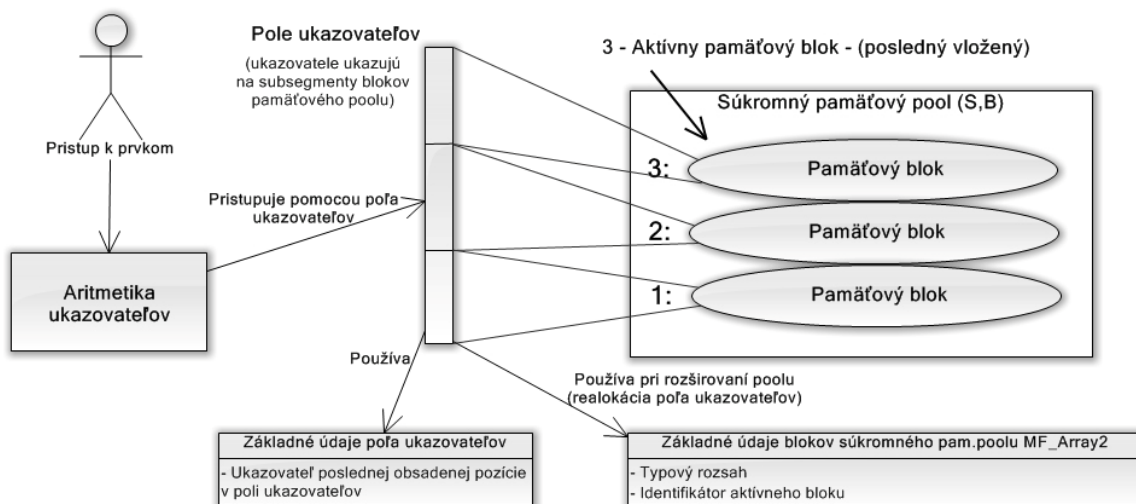 Pole ukazovateľov
(ukazovatele ukazujú
na subsegmenty blokov
pamäťového poolu)
3 - Aktívny pamäťový blok - (posledný vložený)
Súkromný pamäťový pool (S,B)
Pristup k prvkom
3:
Pamäťový blok
Pristupuje pomocou poľa
ukazovateľov
2:
Pamäťový blok
1:
Pamäťový blok
Aritmetika
ukazovateľov
Používa
Používa pri rozširovaní poolu
(realokácia poľa ukazovateľov)
Základné údaje poľa ukazovateľov
- Ukazovateľ poslednej obsadenej pozície
v poli ukazovateľov
Základné údaje blokov súkromného pam.poolu MF_Array2
- Typový rozsah
- Identifikátor aktívneho bloku